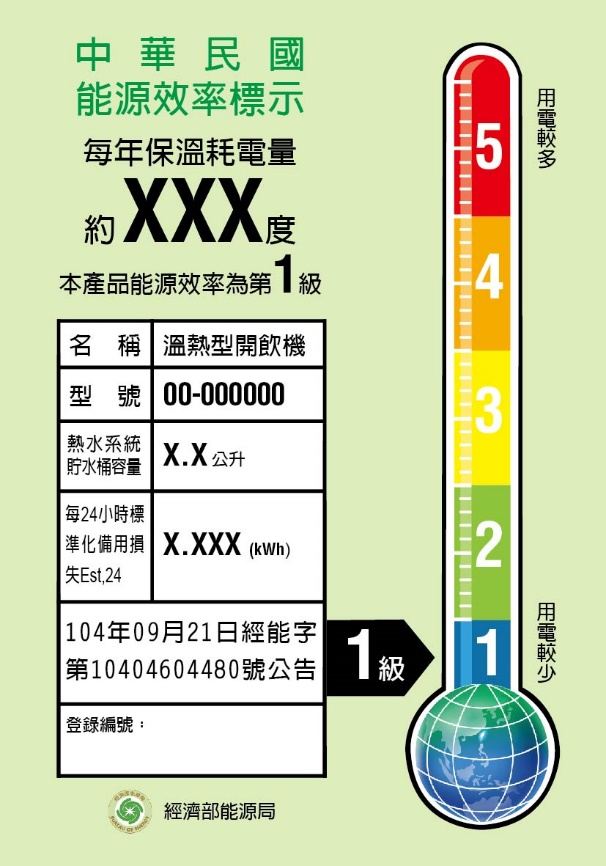 中華民國
能源效率標示
每年保溫耗電量
約XXX度
本產品能源效率為第1級
名稱 溫熱型開飲機
型號 00-000000
熱水系統
貯水桶容量
X.X公升
每24小時標
準化備用損
失Est,24
X.XXX (kWh)
104年09月21日經能字
第10404604480號公告
登錄編號：
經濟部能源局
1級
用電較多
5
4
3
2
1
用電較少